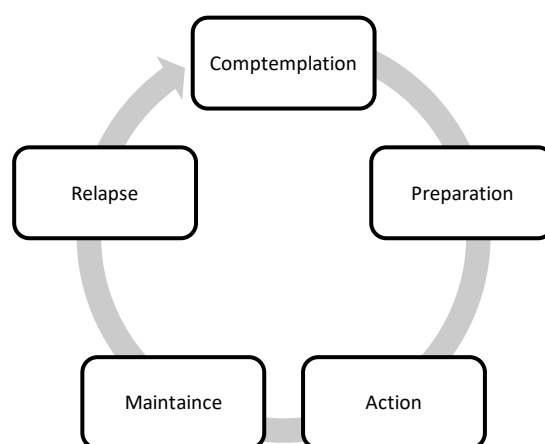 Comptemplation
Preparation
Action
Maintaince
Relapse